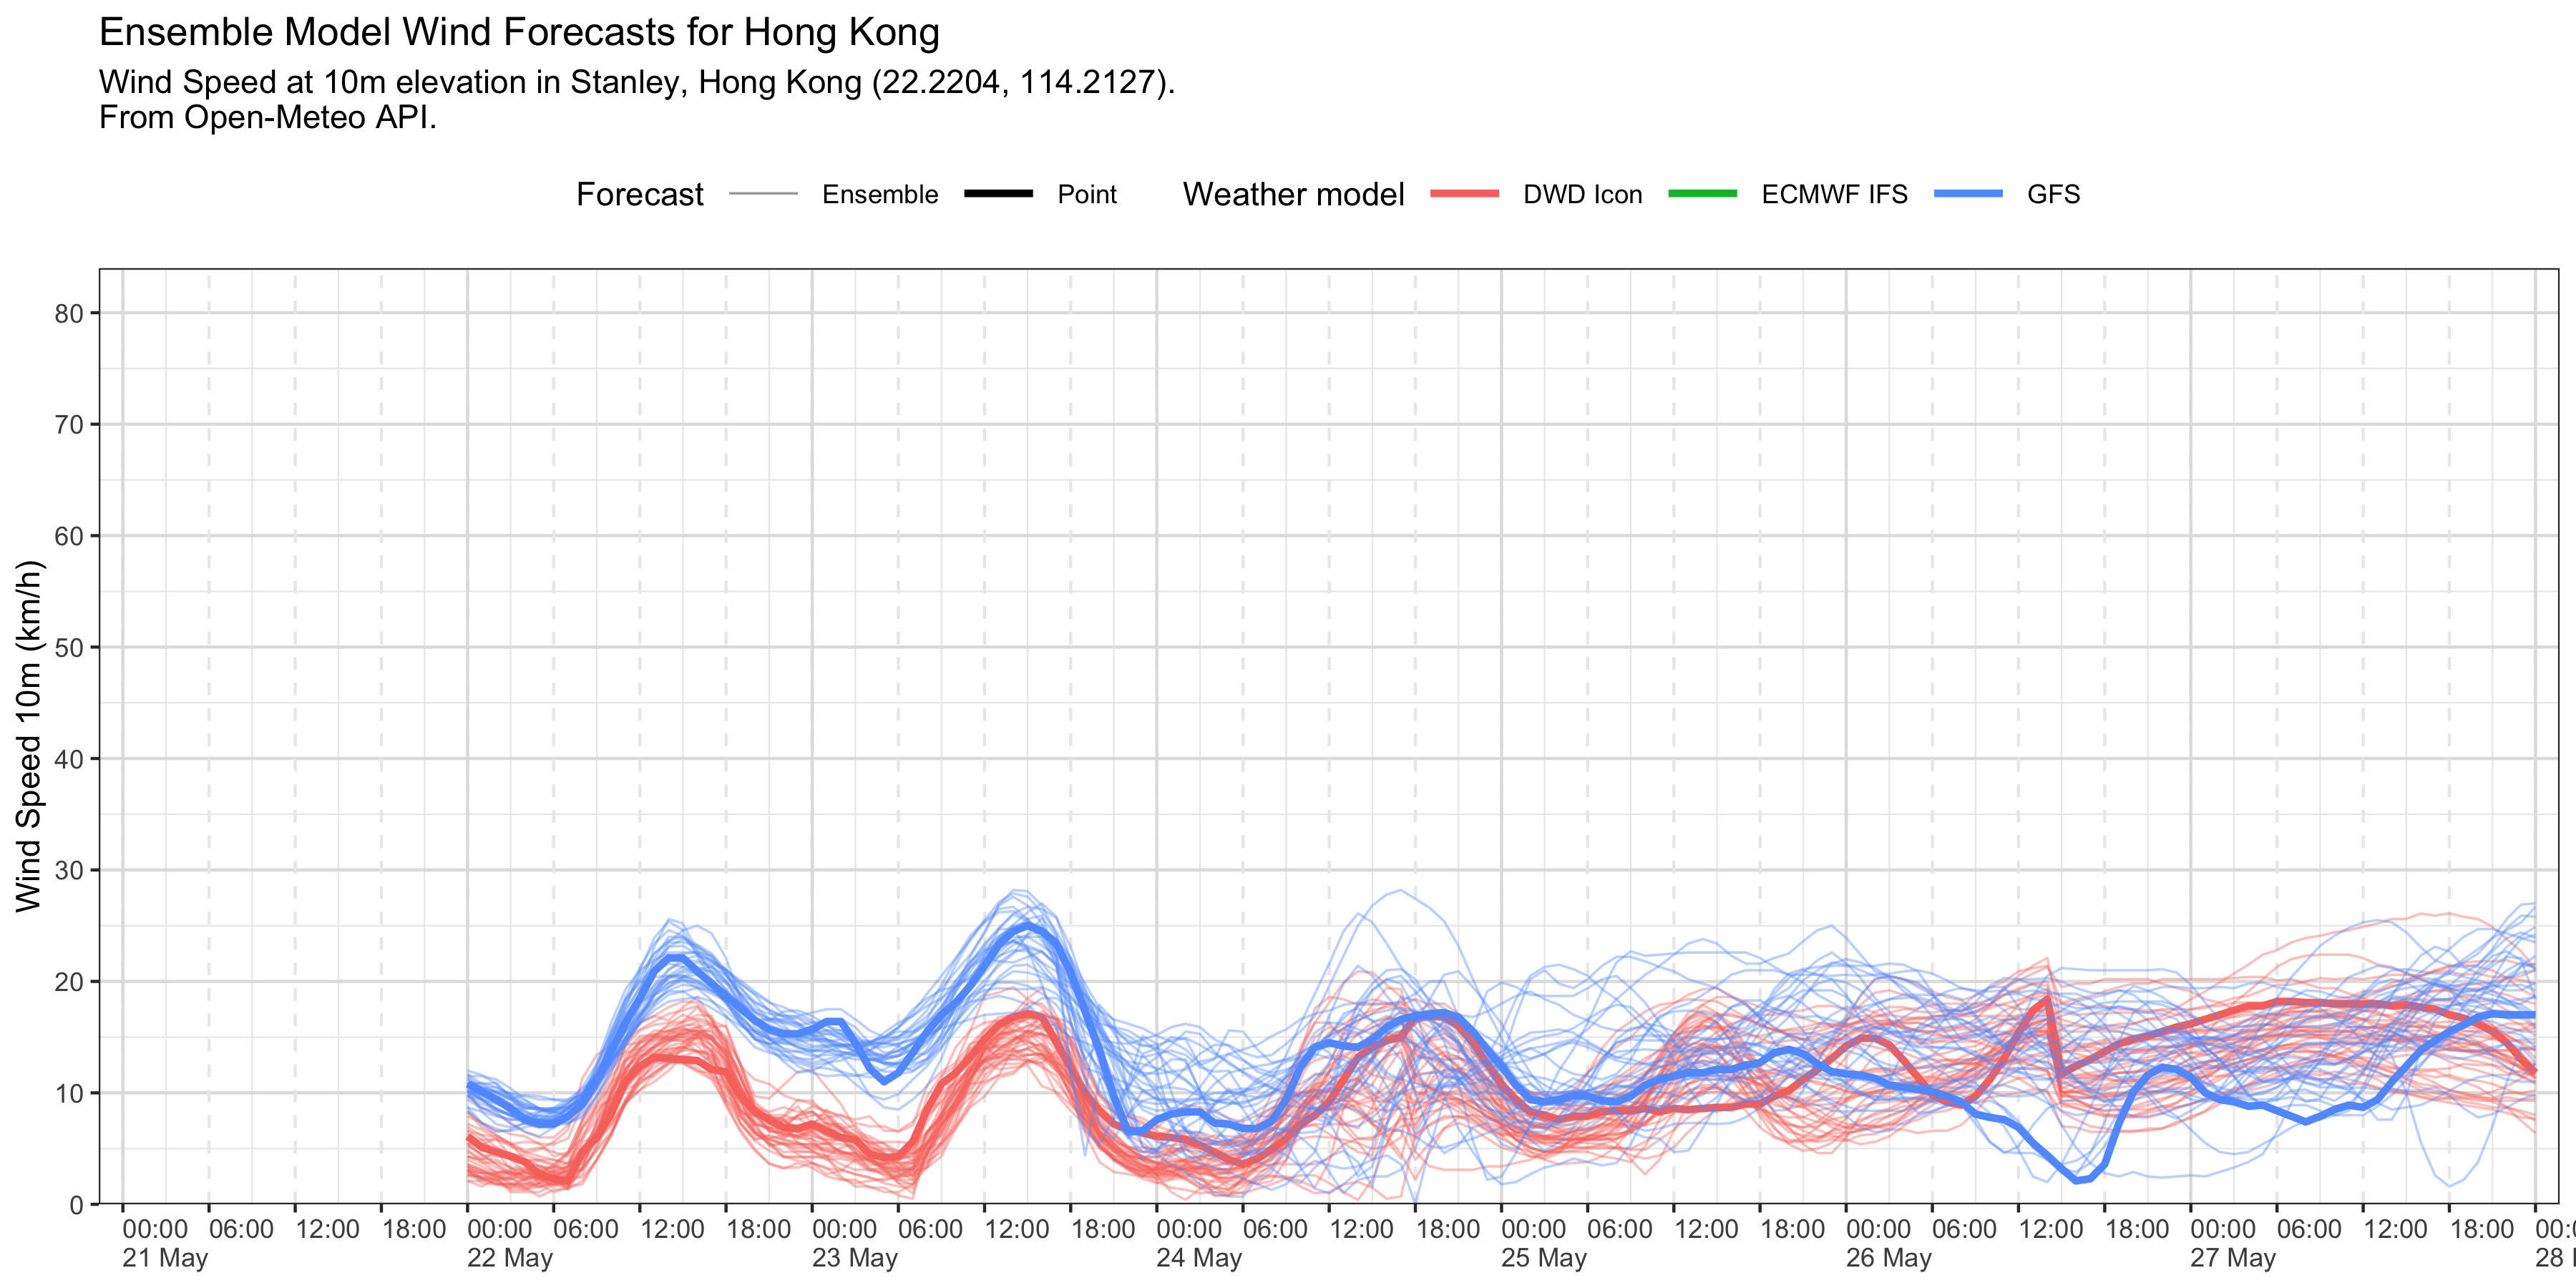 Ensemble Model Wind Forecasts for Hong Kong
Wind Speed at 10m elevation in Stanley, Hong Kong (22.2204, 114.2127).
From Open-Meteo API.
Forecast Ensemble Point Weather model DWD Icon ECMWF IFS GFS
Wind Speed 10m (km/h)
80
70
60
50
40
30
20
10
0
00:00 06:00 12:00 18:00 00:00 06:00 12:00 18:00 00:00 06:00 12:00 18:00 00:00 06:00 12:00 18:00 00:00 06:00 12:00 18:00 00:00 06:00 12:00 18:00 00:00 06:00 12:00 18:00 00:0
21 May 22 May 23 May 24 May 25 May 26 May 27 May 28